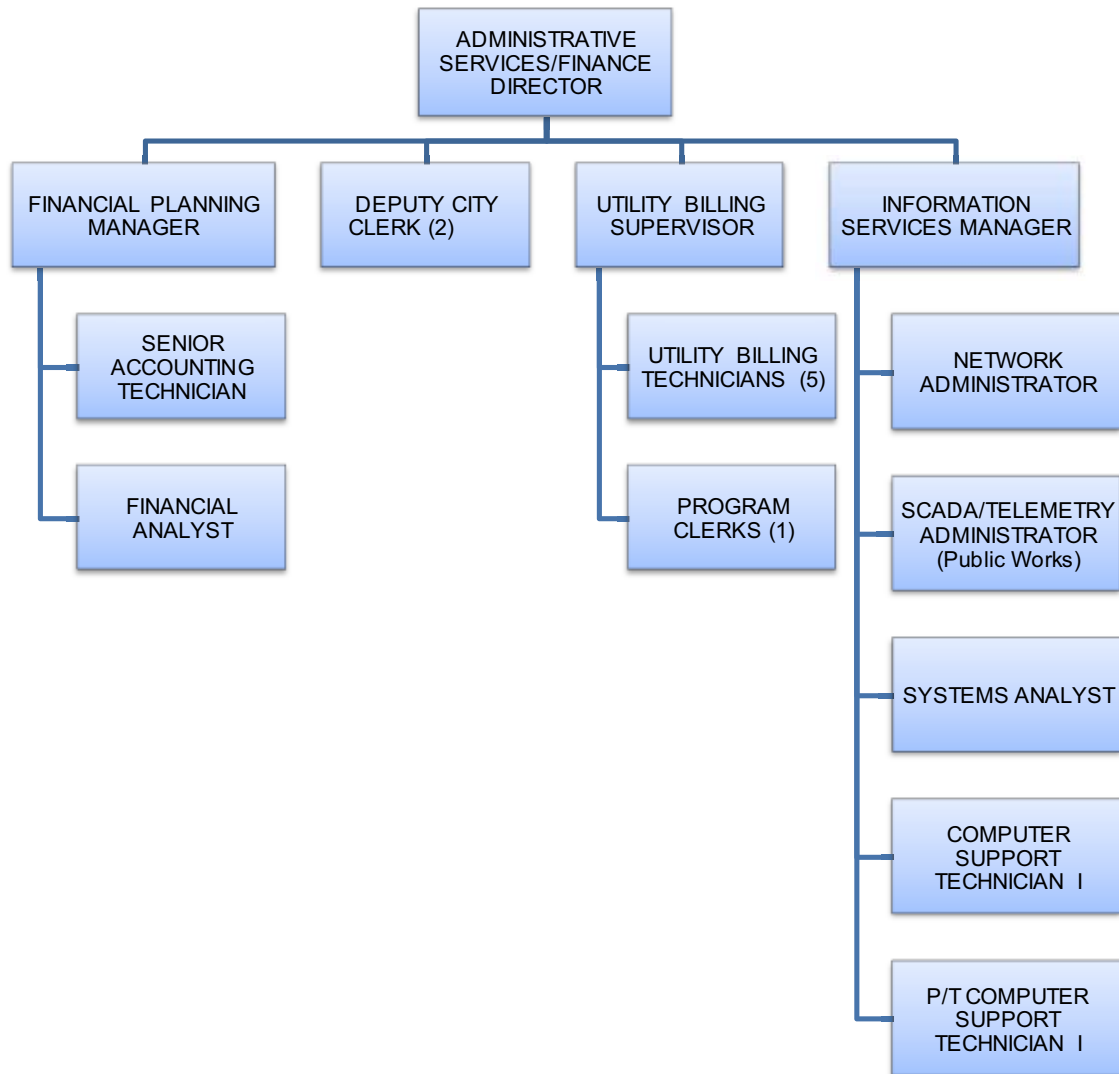 ADMINISTRATIVE
SERVICES/FINANCE
DIRECTOR
FINANCIAL PLANNING
MANAGER
DEPUTY CITY
CLERK (2)
UTILITY BILLING
SUPERVISOR
INFORMATION
SERVICES MANAGER
SENIOR
ACCOUNTING
TECHNICIAN
FINANCIAL
ANALYST
UTILITY BILLING
TECHNICIANS (5)
PROGRAM
CLERKS (1)
NETWORK
ADMINISTRATOR
SCADA/TELEMETRY
ADMINISTRATOR
(Public Works)
SYSTEMS ANALYST
COMPUTER
SUPPORT
TECHNICIAN I
P/T COMPUTER
SUPPORT
TECHNICIAN I